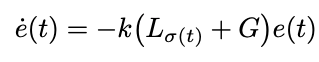 ė(t) = −k(L_{σ(t)} + G)e(t)